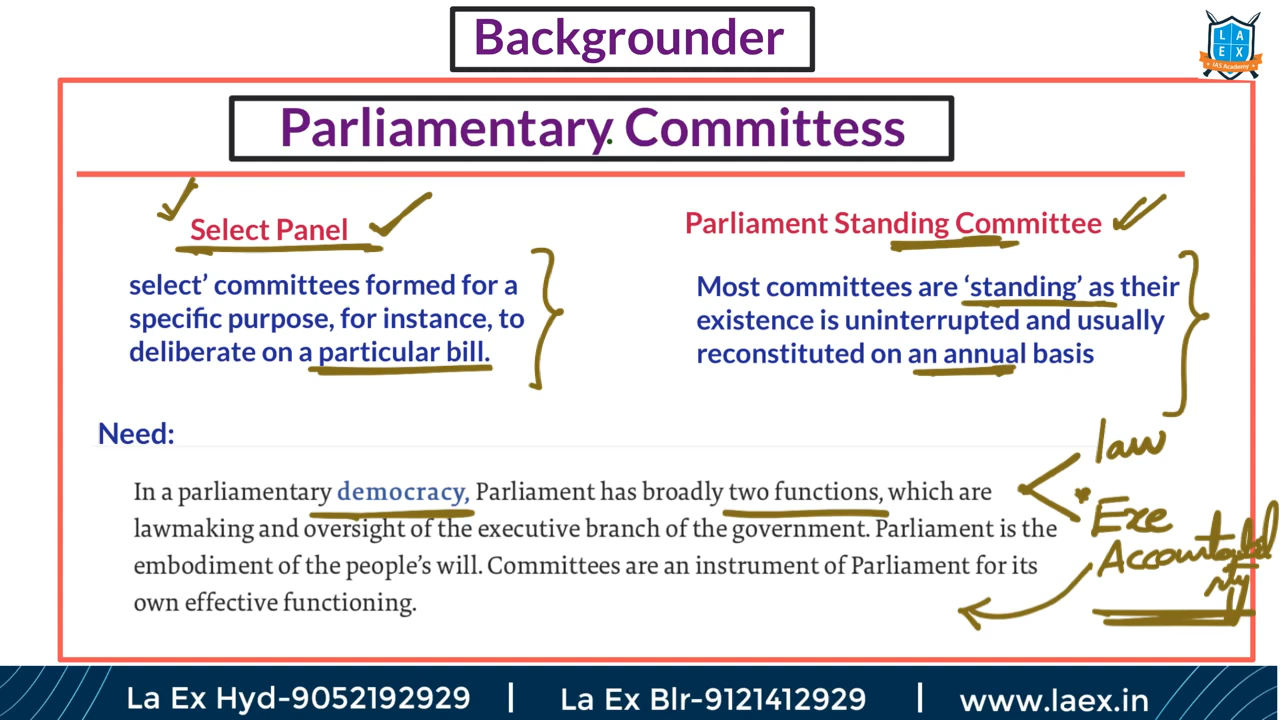 Backgrounder
L A
E X
IAS Academy
Parliamentary Committess
Select Panel
select’ committees formed for a
specific purpose, for instance, to
deliberate on a particular bill.
Parliament Standing Committee
Most committees are ‘standing’ as their
existence is uninterrupted and usually
reconstituted on an annual basis
Need:
In a parliamentary democracy, Parliament has broadly two functions, which are
lawmaking and oversight of the executive branch of the government. Parliament is the
embodiment of the people’s will. Committees are an instrument of Parliament for its
own effective functioning.
law
Exe
La Ex Hyd-9052192929 | La Ex Blr-9121412929 | www.laex.in